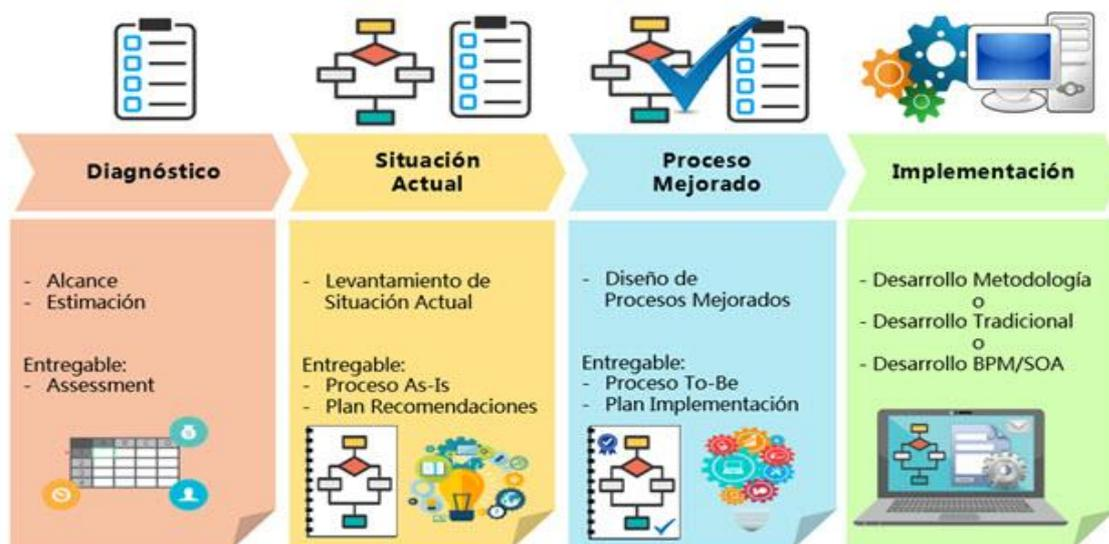 Diagnóstico
Situación
Actual
Proceso
Mejorado
Implementación
- Alcance
- Estimación
Entregable:
- Assessment
- Levantamiento de
Situación Actual
Entregable:
- Proceso As-Is
- Plan Recomendaciones
- Diseño de
Procesos Mejorados
Entregable:
- Proceso To-Be
- Plan Implementación
- Desarrollo Metodología
o
- Desarrollo Tradicional
o
- Desarrollo BPM/SOA